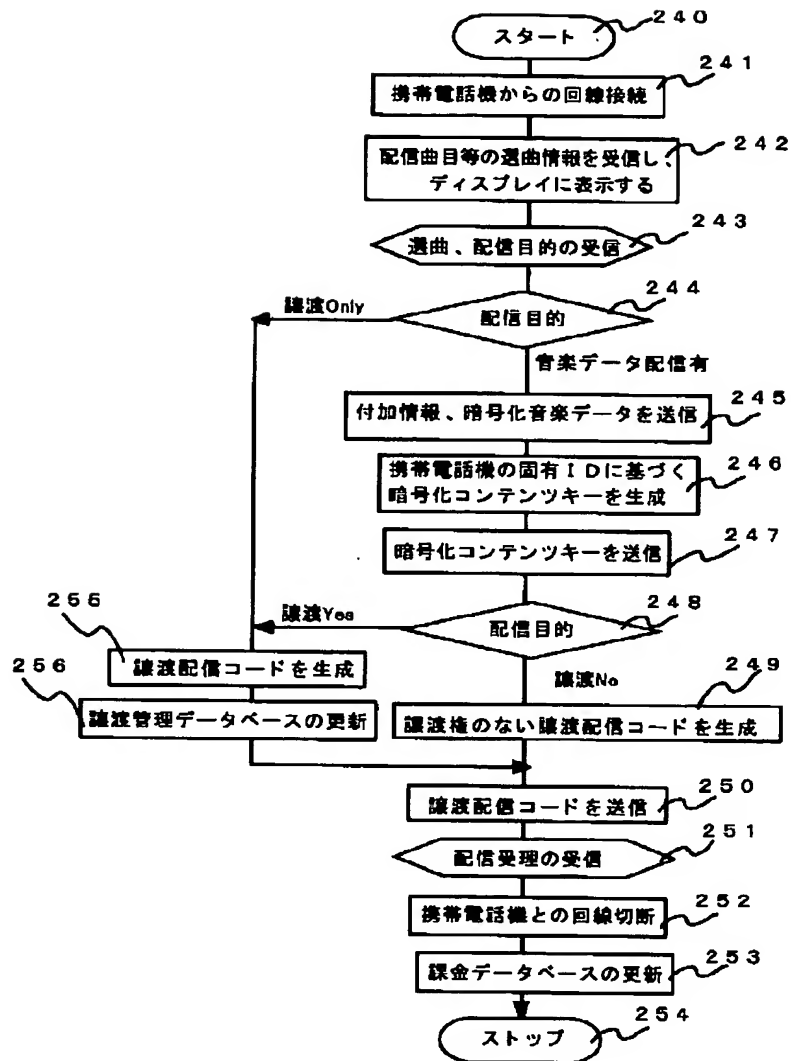 240
スタート
241
携帯電話機からの回線接続
242
配信曲目等の選曲情報を受信し、
ディスプレイに表示する
243
選曲、配信目的の受信
244
譲渡Only
配信目的
音楽データ配信有
245
付加情報、暗号化音楽データを送信
246
携帯電話機の固有IDに基づく
暗号化コンテンツキーを生成
247
暗号化コンテンツキーを送信
248
255
譲渡Yes
配信目的
256
譲渡配信コードを生成
譲渡No
249
譲渡管理データベースの更新
譲渡権のない譲渡配信コードを生成
250
譲渡配信コードを送信
251
配信受理の受信
252
携帯電話機との回線切断
253
課金データベースの更新
254
ストップ